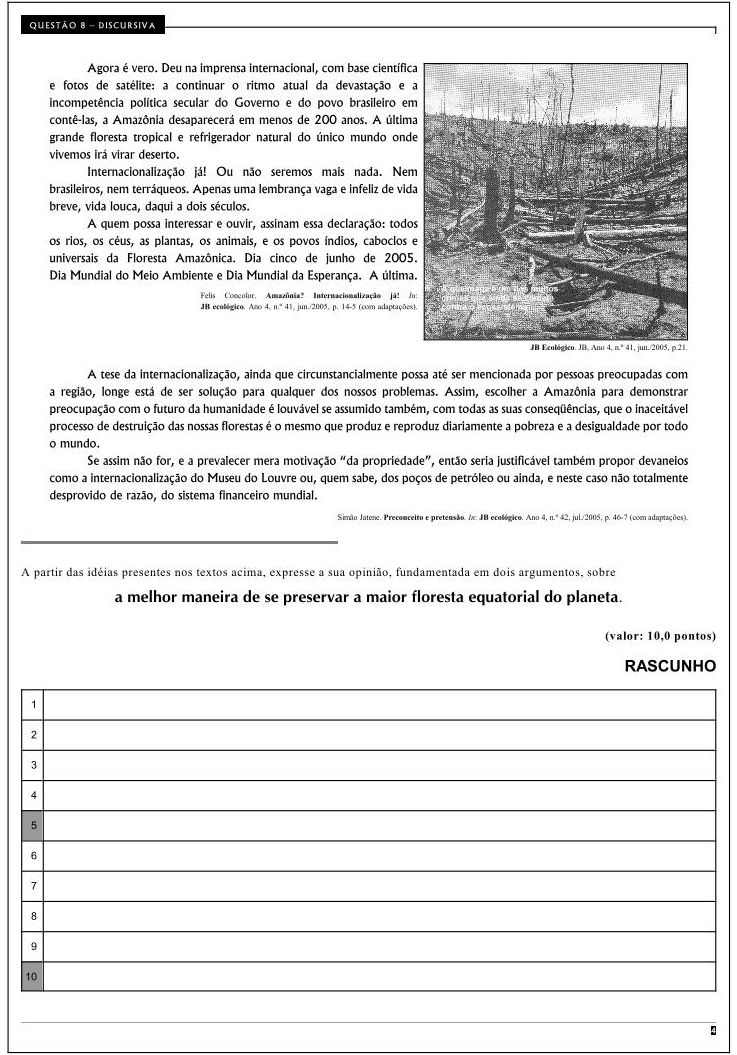 QUESTÃO 8 – DISCURSIVA
Agora é vero. Deu na imprensa internacional, com base científica
e fotos de satélite: a continuar o ritmo atual da devastação e a
incompetência política secular do Governo e do povo brasileiro em
contê-las, a Amazônia desaparecerá em menos de 200 anos. A última
grande floresta tropical e refrigerador natural do único mundo onde
vivemos irá virar deserto.
Internacionalização já! Ou não seremos mais nada. Nem
brasileiros, nem terráqueos. Apenas uma lembrança vaga e infeliz de vida
breve, vida louca, daqui a dois séculos.
A quem possa interessar e ouvir, assinam essa declaração: todos
os rios, os céus, as plantas, os animais, e os povos índios, caboclos e
universais da Floresta Amazônica. Dia cinco de junho de 2005.
Dia Mundial do Meio Ambiente e Dia Mundial da Esperança. A última.
Felis Concolor. Amazônia? Internacionalização já! In:
JB ecológico. Ano 4, n.º 41, jun./2005, p. 14-5 (com adaptações).
JB Ecológico. JB, Ano 4, n.º 41, jun./2005, p.21.
A tese da internacionalização, ainda que circunstancialmente possa até ser mencionada por pessoas preocupadas com
a região, longe está de ser solução para qualquer dos nossos problemas. Assim, escolher a Amazônia para demonstrar
preocupação com o futuro da humanidade é louvável se assumido também, com todas as suas conseqüências, que o inaceitável
processo de destruição das nossas florestas é o mesmo que produz e reproduz diariamente a pobreza e a desigualdade por todo
o mundo.
Se assim não for, e a prevalecer mera motivação “da propriedade”, então seria justificável também propor devaneios
como a internacionalização do Museu do Louvre ou, quem sabe, dos poços de petróleo ou ainda, e neste caso não totalmente
desprovido de razão, do sistema financeiro mundial.
Simão Jatene. Preconceito e pretensão. In: JB ecológico. Ano 4, n.º 42, jul./2005, p. 46-7 (com adaptações).
A partir das idéias presentes nos textos acima, expresse a sua opinião, fundamentada em dois argumentos, sobre
a melhor maneira de se preservar a maior floresta equatorial do planeta.
(valor: 10,0 pontos)
RASCUNHO
1
2
3
4
5
6
7
8
9
10
4